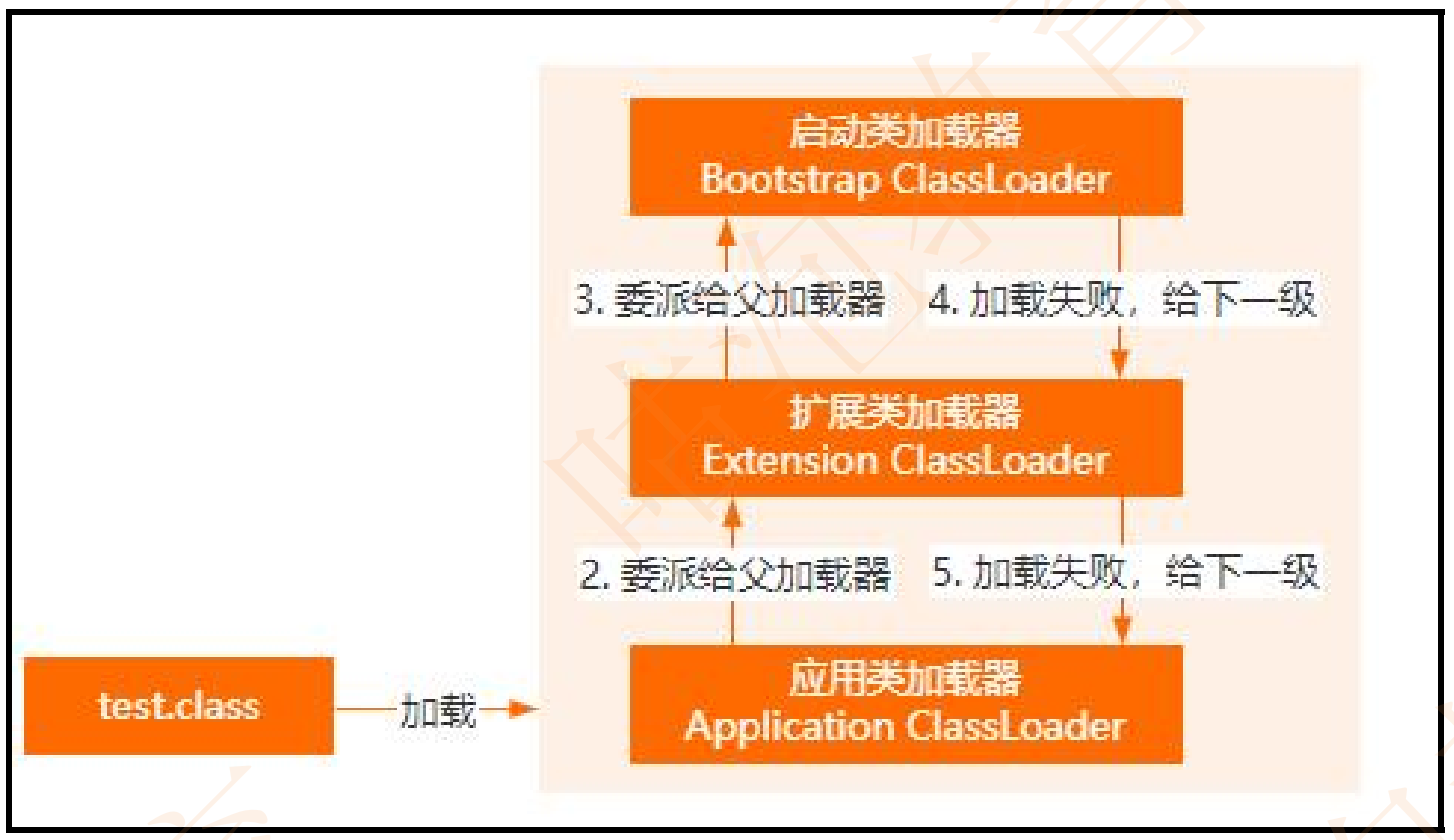 启动类加载器
Bootstrap ClassLoader
3. 委派给父加载器
4. 加载失败，给下一级
扩展类加载器
Extension ClassLoader
2. 委派给父加载器
5. 加载失败，给下一级
test.class
加载
应用类加载器
Application ClassLoader